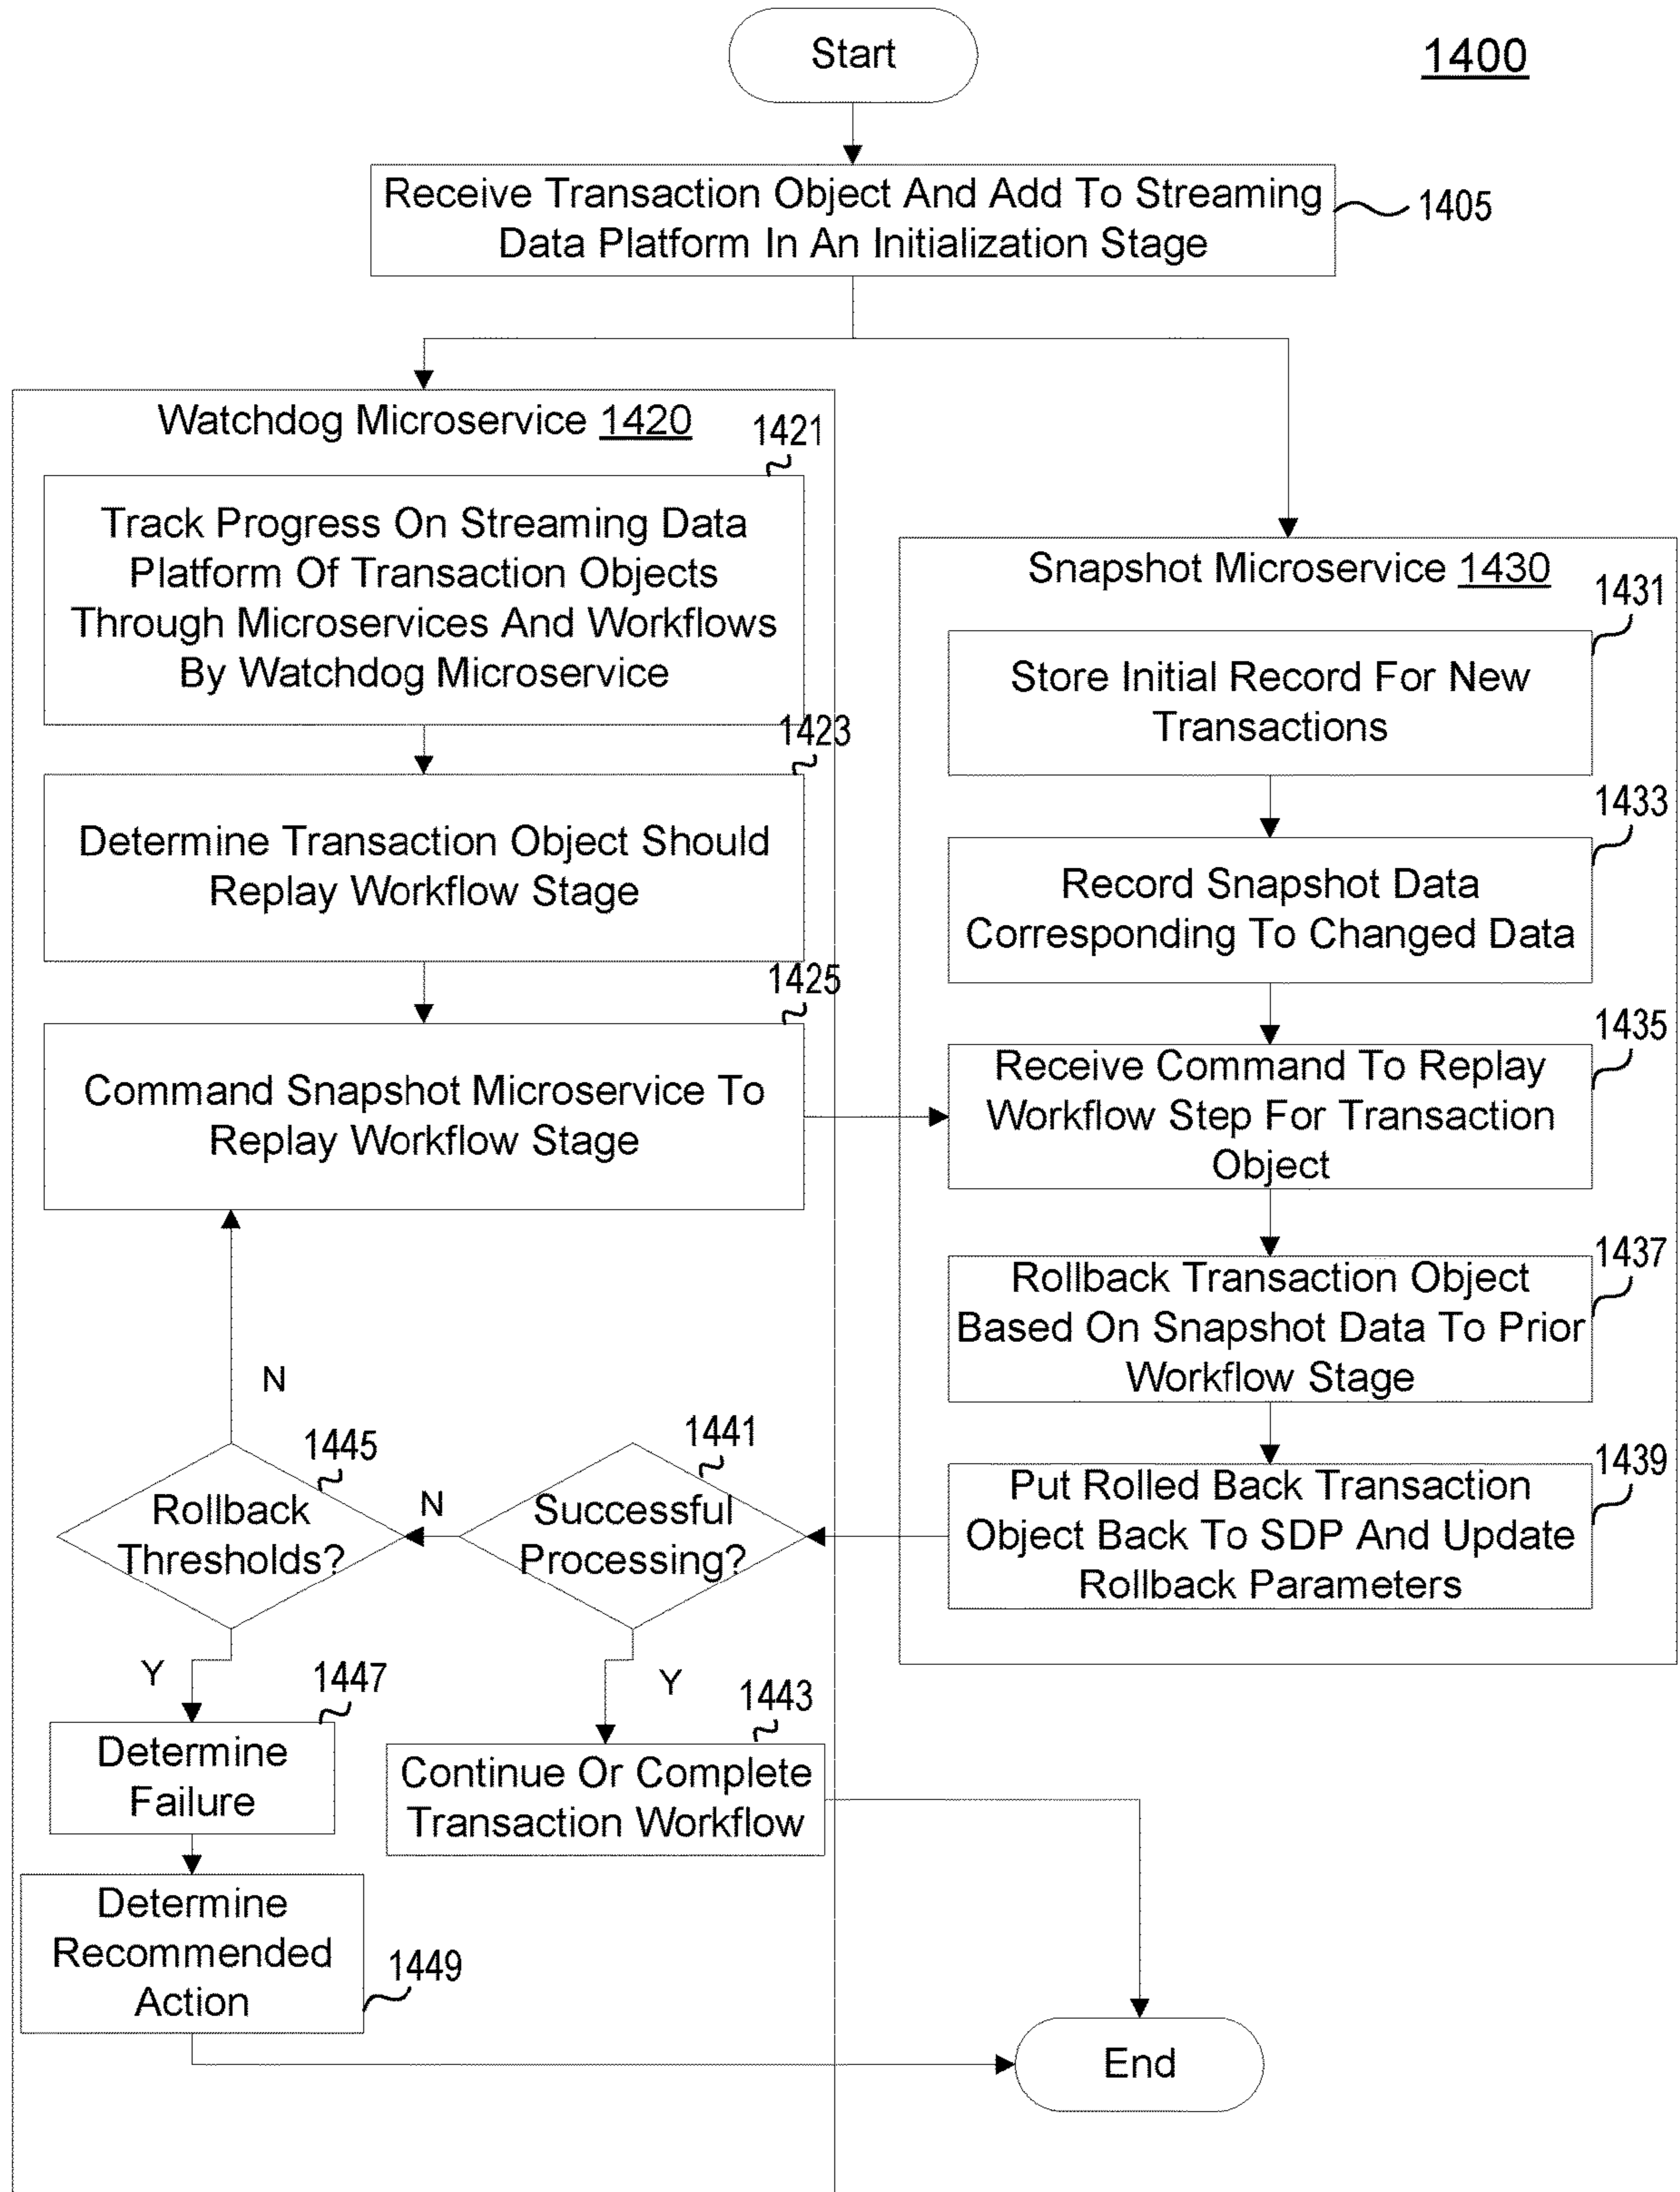 Start
1400
Receive Transaction Object And Add To Streaming
Data Platform In An Initialization Stage
1405
Watchdog Microservice 1420
1421
Track Progress On Streaming Data
Platform Of Transaction Objects
Through Microservices And Workflows
By Watchdog Microservice
1423
Determine Transaction Object Should
Replay Workflow Stage
1425
Command Snapshot Microservice To
Replay Workflow Stage
Snapshot Microservice 1430
1431
Store Initial Record For New
Transactions
1433
Record Snapshot Data
Corresponding To Changed Data
1435
Receive Command To Replay
Workflow Step For Transaction
Object
1437
Rollback Transaction Object
Based On Snapshot Data To Prior
Workflow Stage
1439
Put Rolled Back Transaction
Object Back To SDP And Update
Rollback Parameters
1441
Successful
Processing?
N
Y
1445
Rollback
Thresholds?
N
Y
1443
Continue Or Complete
Transaction Workflow
1447
Determine
Failure
Determine
Recommended
Action
1449
End